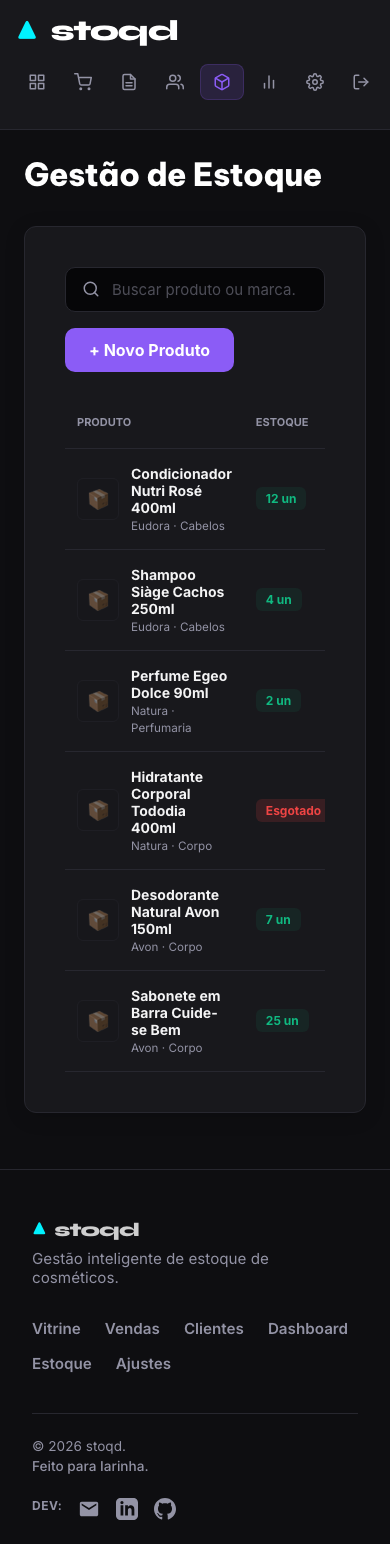 stoqd
Gestão de Estoque
Buscar produto ou marca.
+ Novo Produto
PRODUTO ESTOQUE
Condicionador
Nutri Rosé
400ml
Eudora · Cabelos
12 un
Shampoo
Siàge Cachos
250ml
Eudora · Cabelos
4 un
Perfume Egeo
Dolce 90ml
Natura ·
Perfumaria
2 un
Hidratante
Corporal
Tododia
400ml
Natura · Corpo
Esgotado
Desodorante
Natural Avon
150ml
Avon · Corpo
7 un
Sabonete em
Barra Cuide-
se Bem
Avon · Corpo
25 un
stoqd
Gestão inteligente de estoque de
cosméticos.
Vitrine Vendas Clientes Dashboard
Estoque Ajustes
© 2026 stoqd.
Feito para Iarinha.
DEV: